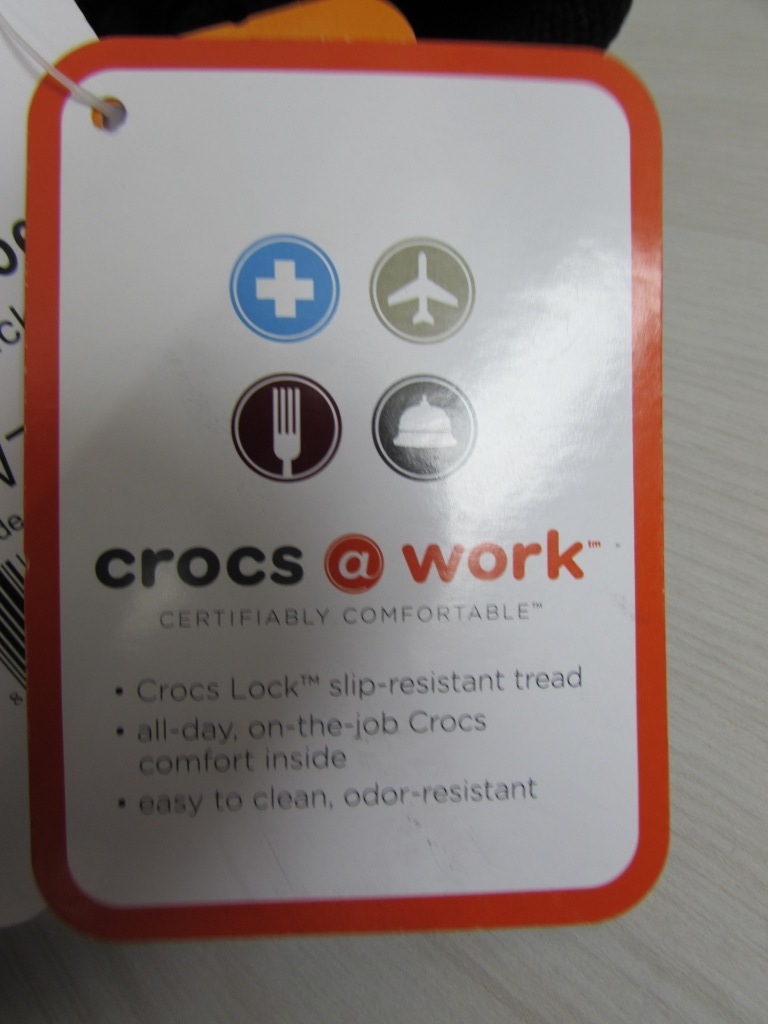 crocs @ work™
CERTIFIABLY COMFORTABLE™
• Crocs Lock™ slip-resistant tread
• all-day, on-the-job Crocs
comfort inside
• easy to clean, odor-resistant